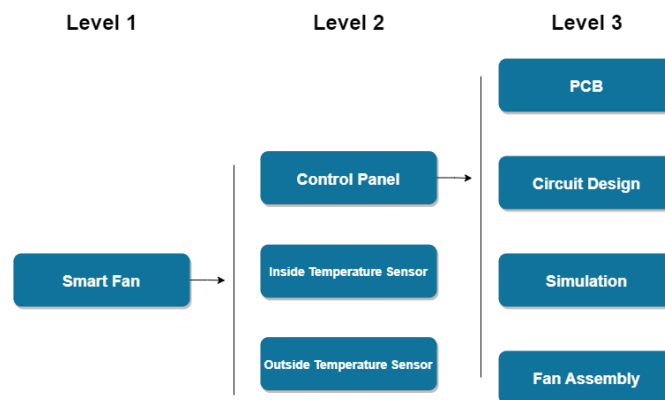 Level 1
Level 2
Level 3
Smart Fan
Control Panel
Inside Temperature Sensor
Outside Temperature Sensor
PCB
Circuit Design
Simulation
Fan Assembly